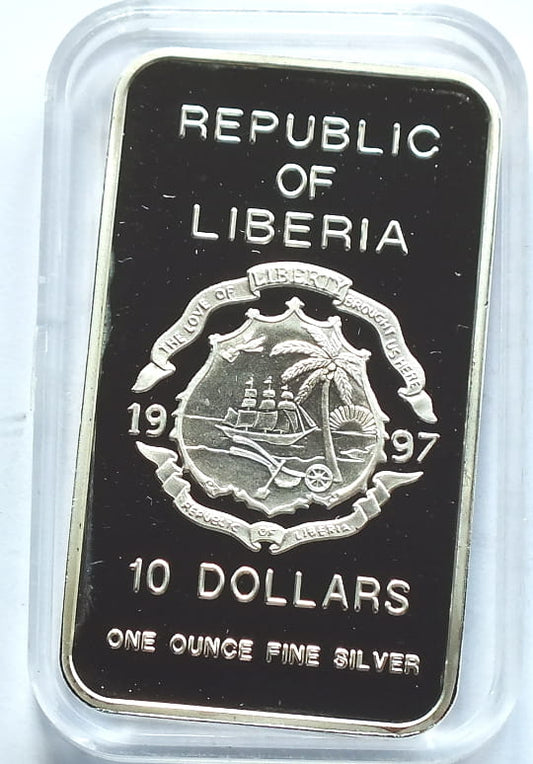 REPUBLIC
OF
LIBERIA
THE LOVE OF LIBERTY BROUGHT US HERE
19 97
REPUBLIC OF LIBERIA
10 DOLLARS
ONE OUNCE FINE SILVER